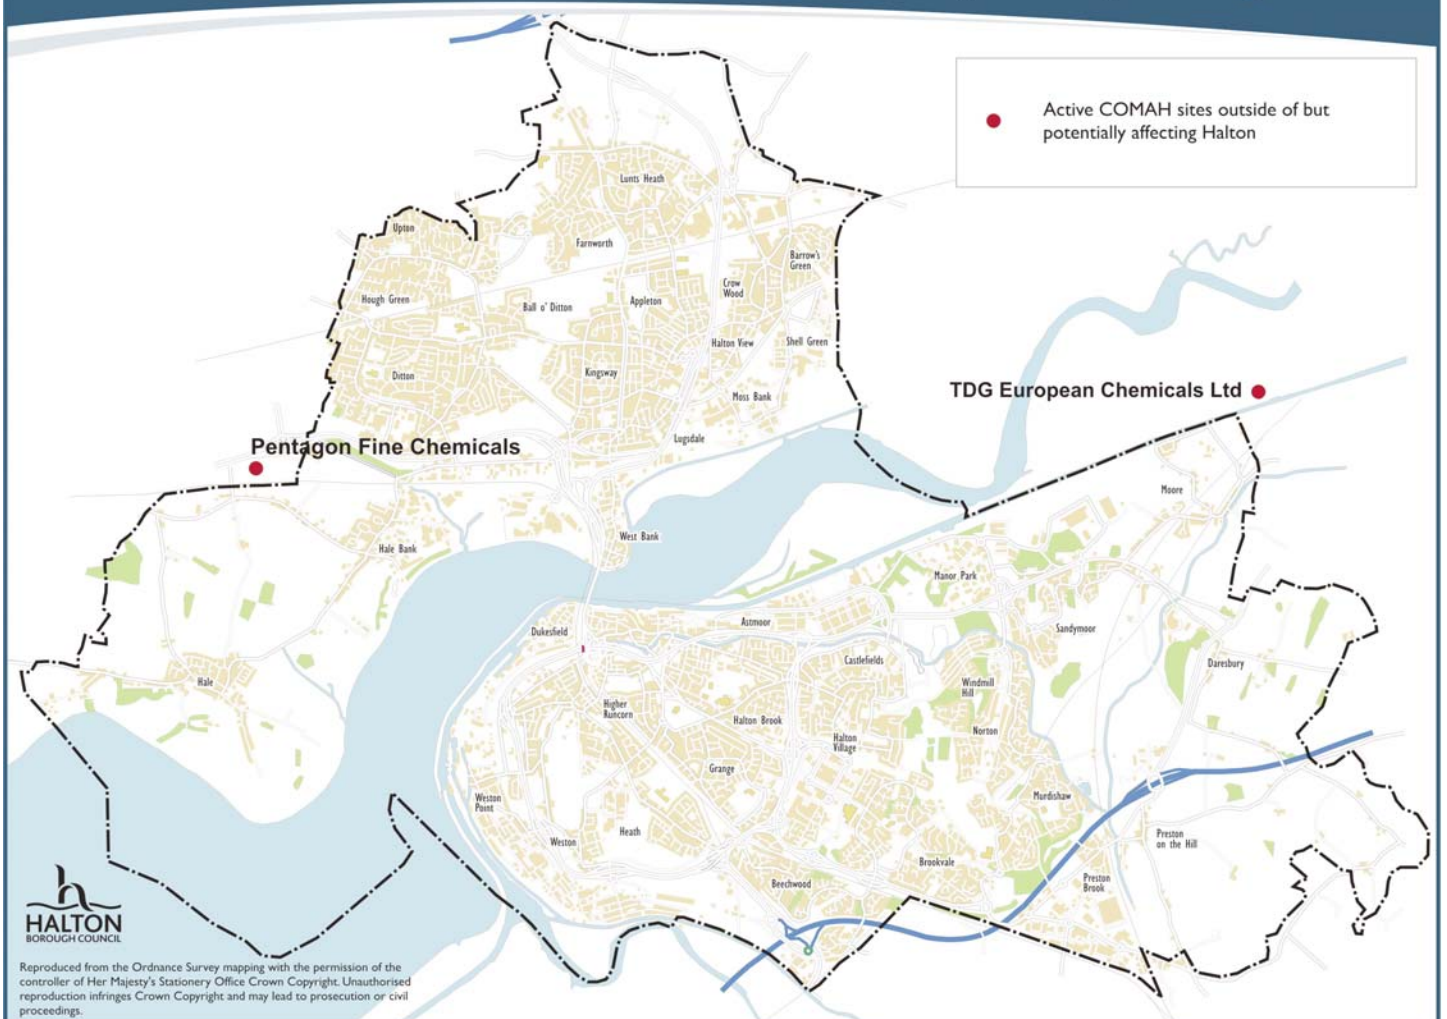 Active COMAH sites outside of but
potentially affecting Halton
Lunts Heath
Upton
Farnworth
Barrow's
Green
Crow
Wood
Hough Green
Ball o' Ditton
Appleton
Halton View
Shell Green
Ditton
Kingsway
Moss Bank
TDG European Chemicals Ltd
Pentagon Fine Chemicals
Lugsdale
Moore
West Bank
Hale Bank
Manor Park
Dukesfield
Astmoor
Sandymoor
Castlefields
Daresbury
Hale
Windmill
Hill
Higher
Runcorn
Halton Brook
Norton
Halton
Village
Grange
Weston
Point
Murdishaw
Heath
Weston
Preston
on the Hill
Brookvale
Beechwood
Preston
Brook
HALTON
BOROUGH COUNCIL
Reproduced from the Ordnance Survey mapping with the permission of the
controller of Her Majesty's Stationery Office Crown Copyright. Unauthorised
reproduction infringes Crown Copyright and may lead to prosecution or civil
proceedings.